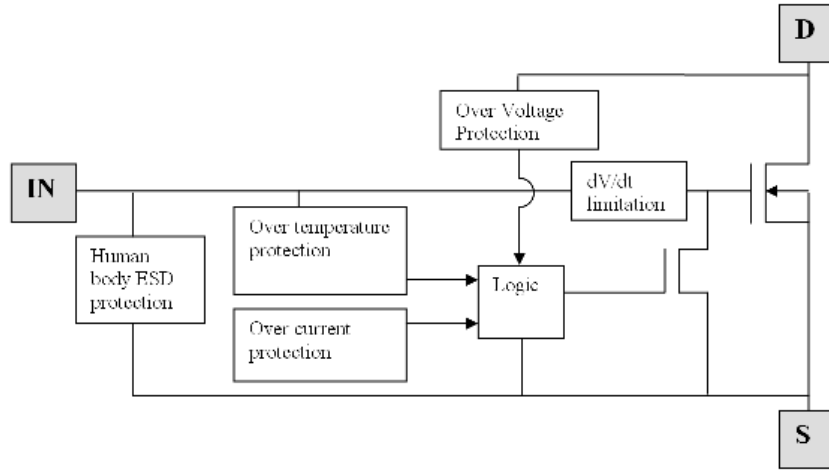 D
Over Voltage
Protection
IN
dV/dt
limitation
Over temperature
protection
Human
body ESD
protection
Logic
Over current
protection
S